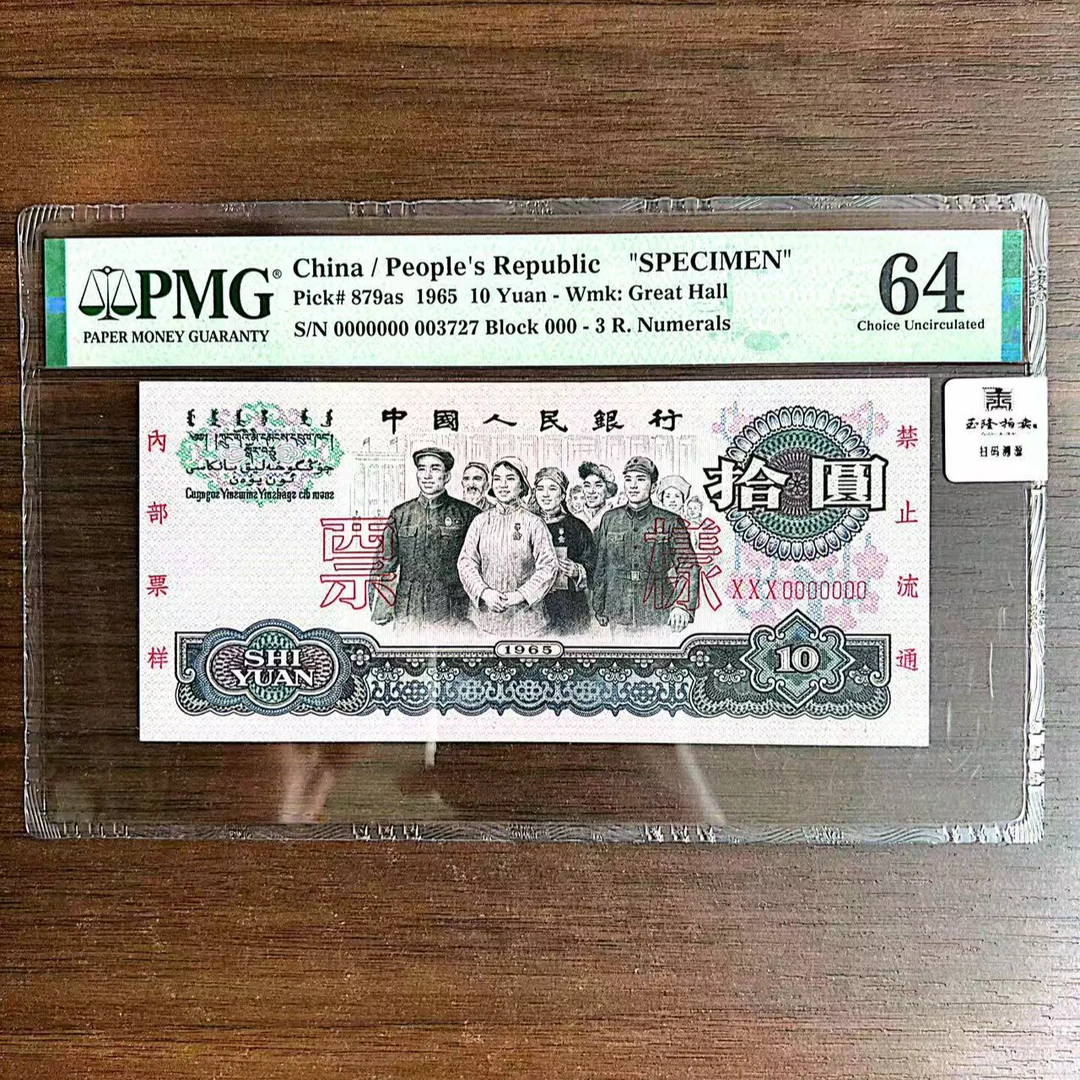 PMG®
PAPER MONEY GUARANTY
China / People's Republic "SPECIMEN"
Pick# 879as 1965 10 Yuan - Wmk: Great Hall
S/N 0000000 003727 Block 000 - 3 R. Numerals
64
Choice Uncirculated
中國人民銀行
內部票样
禁止流通
拾圓
票樣
XXX0000000
1965
SHI
YUAN
10